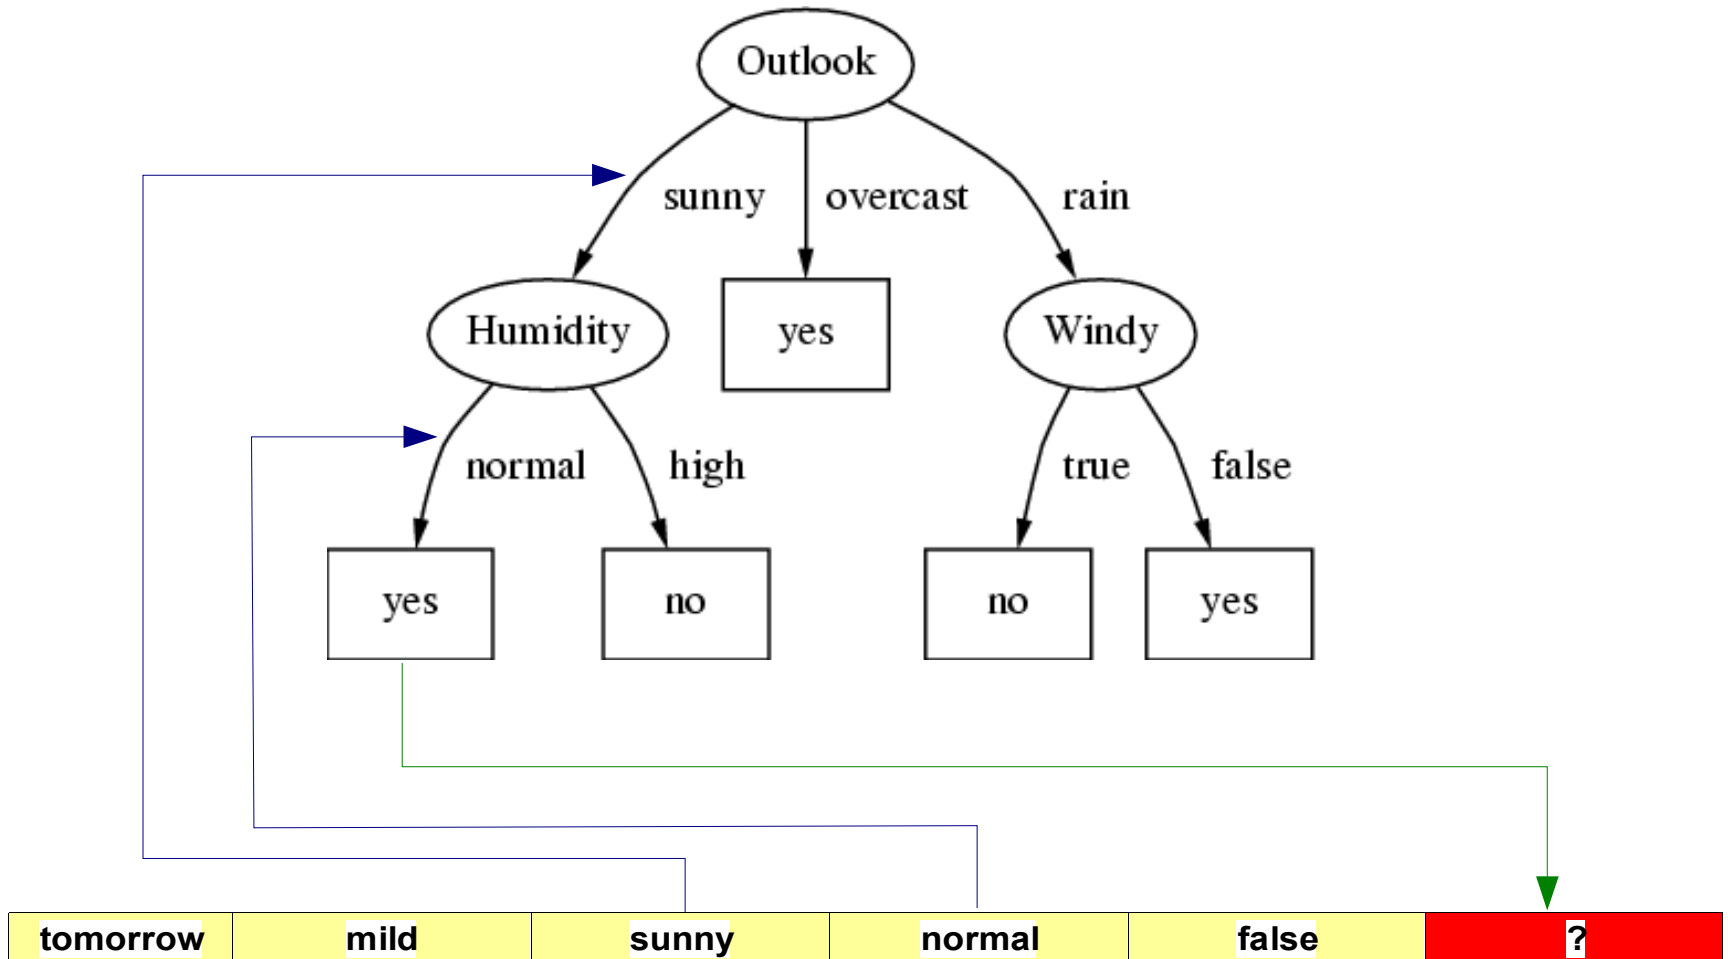 Outlook
sunny overcast rain
Humidity yes Windy
normal high true false
yes no no yes
tomorrow mild sunny normal false ?